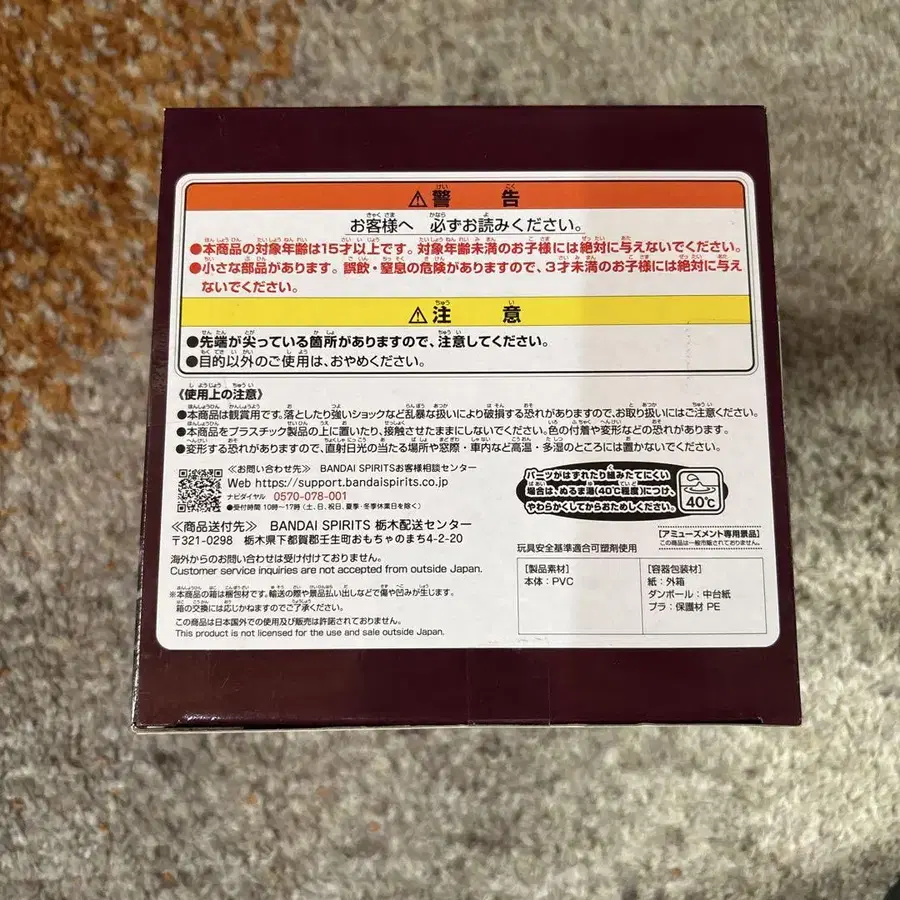 ⚠警告
お客様へ 必ずお読みください。
●本商品の対象年齢は15才以上です。対象年齢未満のお子様には絶対に与えないでください。
●小さな部品があります。誤飲・窒息の危険がありますので、3才未満のお子様には絶対に与え
ないでください。
⚠注意
●先端が尖っている箇所がありますので、注意してください。
●目的以外のご使用は、おやめください。
《使用上の注意》
●本商品は観賞用です。落としたり強いショックなど乱暴な扱いにより破損する恐れがありますので、お取り扱いにはご注意ください。
●本商品をプラスチック製品の上に置いたり、接触させたままにしないでください。色の付着や変形などの恐れがあります。
●変形する恐れがありますので、直射日光の当たる場所や窓際・車内など高温・多湿のところには置かないでください。
≪お問い合わせ先≫ BANDAI SPIRITSお客様相談センター
Web https://support.bandaispirits.co.jp
ナビダイヤル 0570-078-001
●受付時間 10時~17時(土、日、祝日、夏季・冬季休業日を除く)
≪商品送付先≫ BANDAI SPIRITS 栃木配送センター
〒321-0298 栃木県下都賀郡壬生町おもちゃのまち4-2-20
海外からのお問い合わせは受け付けておりません。
Customer service inquiries are not accepted from outside Japan.
※本商品の箱は梱包材です。輸送の際や景品払い出しなどで傷や凹みが生じます。
箱の交換には応じかねますのでご了承ください。
この商品は日本国外での使用及び販売は許諾されておりません。
This product is not licensed for the use and sale outside Japan.
パーツがはずれたり組みたてにくい
場合は、ぬるま湯(40℃程度)につけ、
やわらかくしてからおためしください。
40℃
[アミューズメント専用景品]
この商品は一般市販されておりません。
玩具安全基準適合可塑剤使用
[製品素材]
本体:PVC
[容器包装材]
紙:外箱
ダンボール:中台紙
プラ:保護材 PE